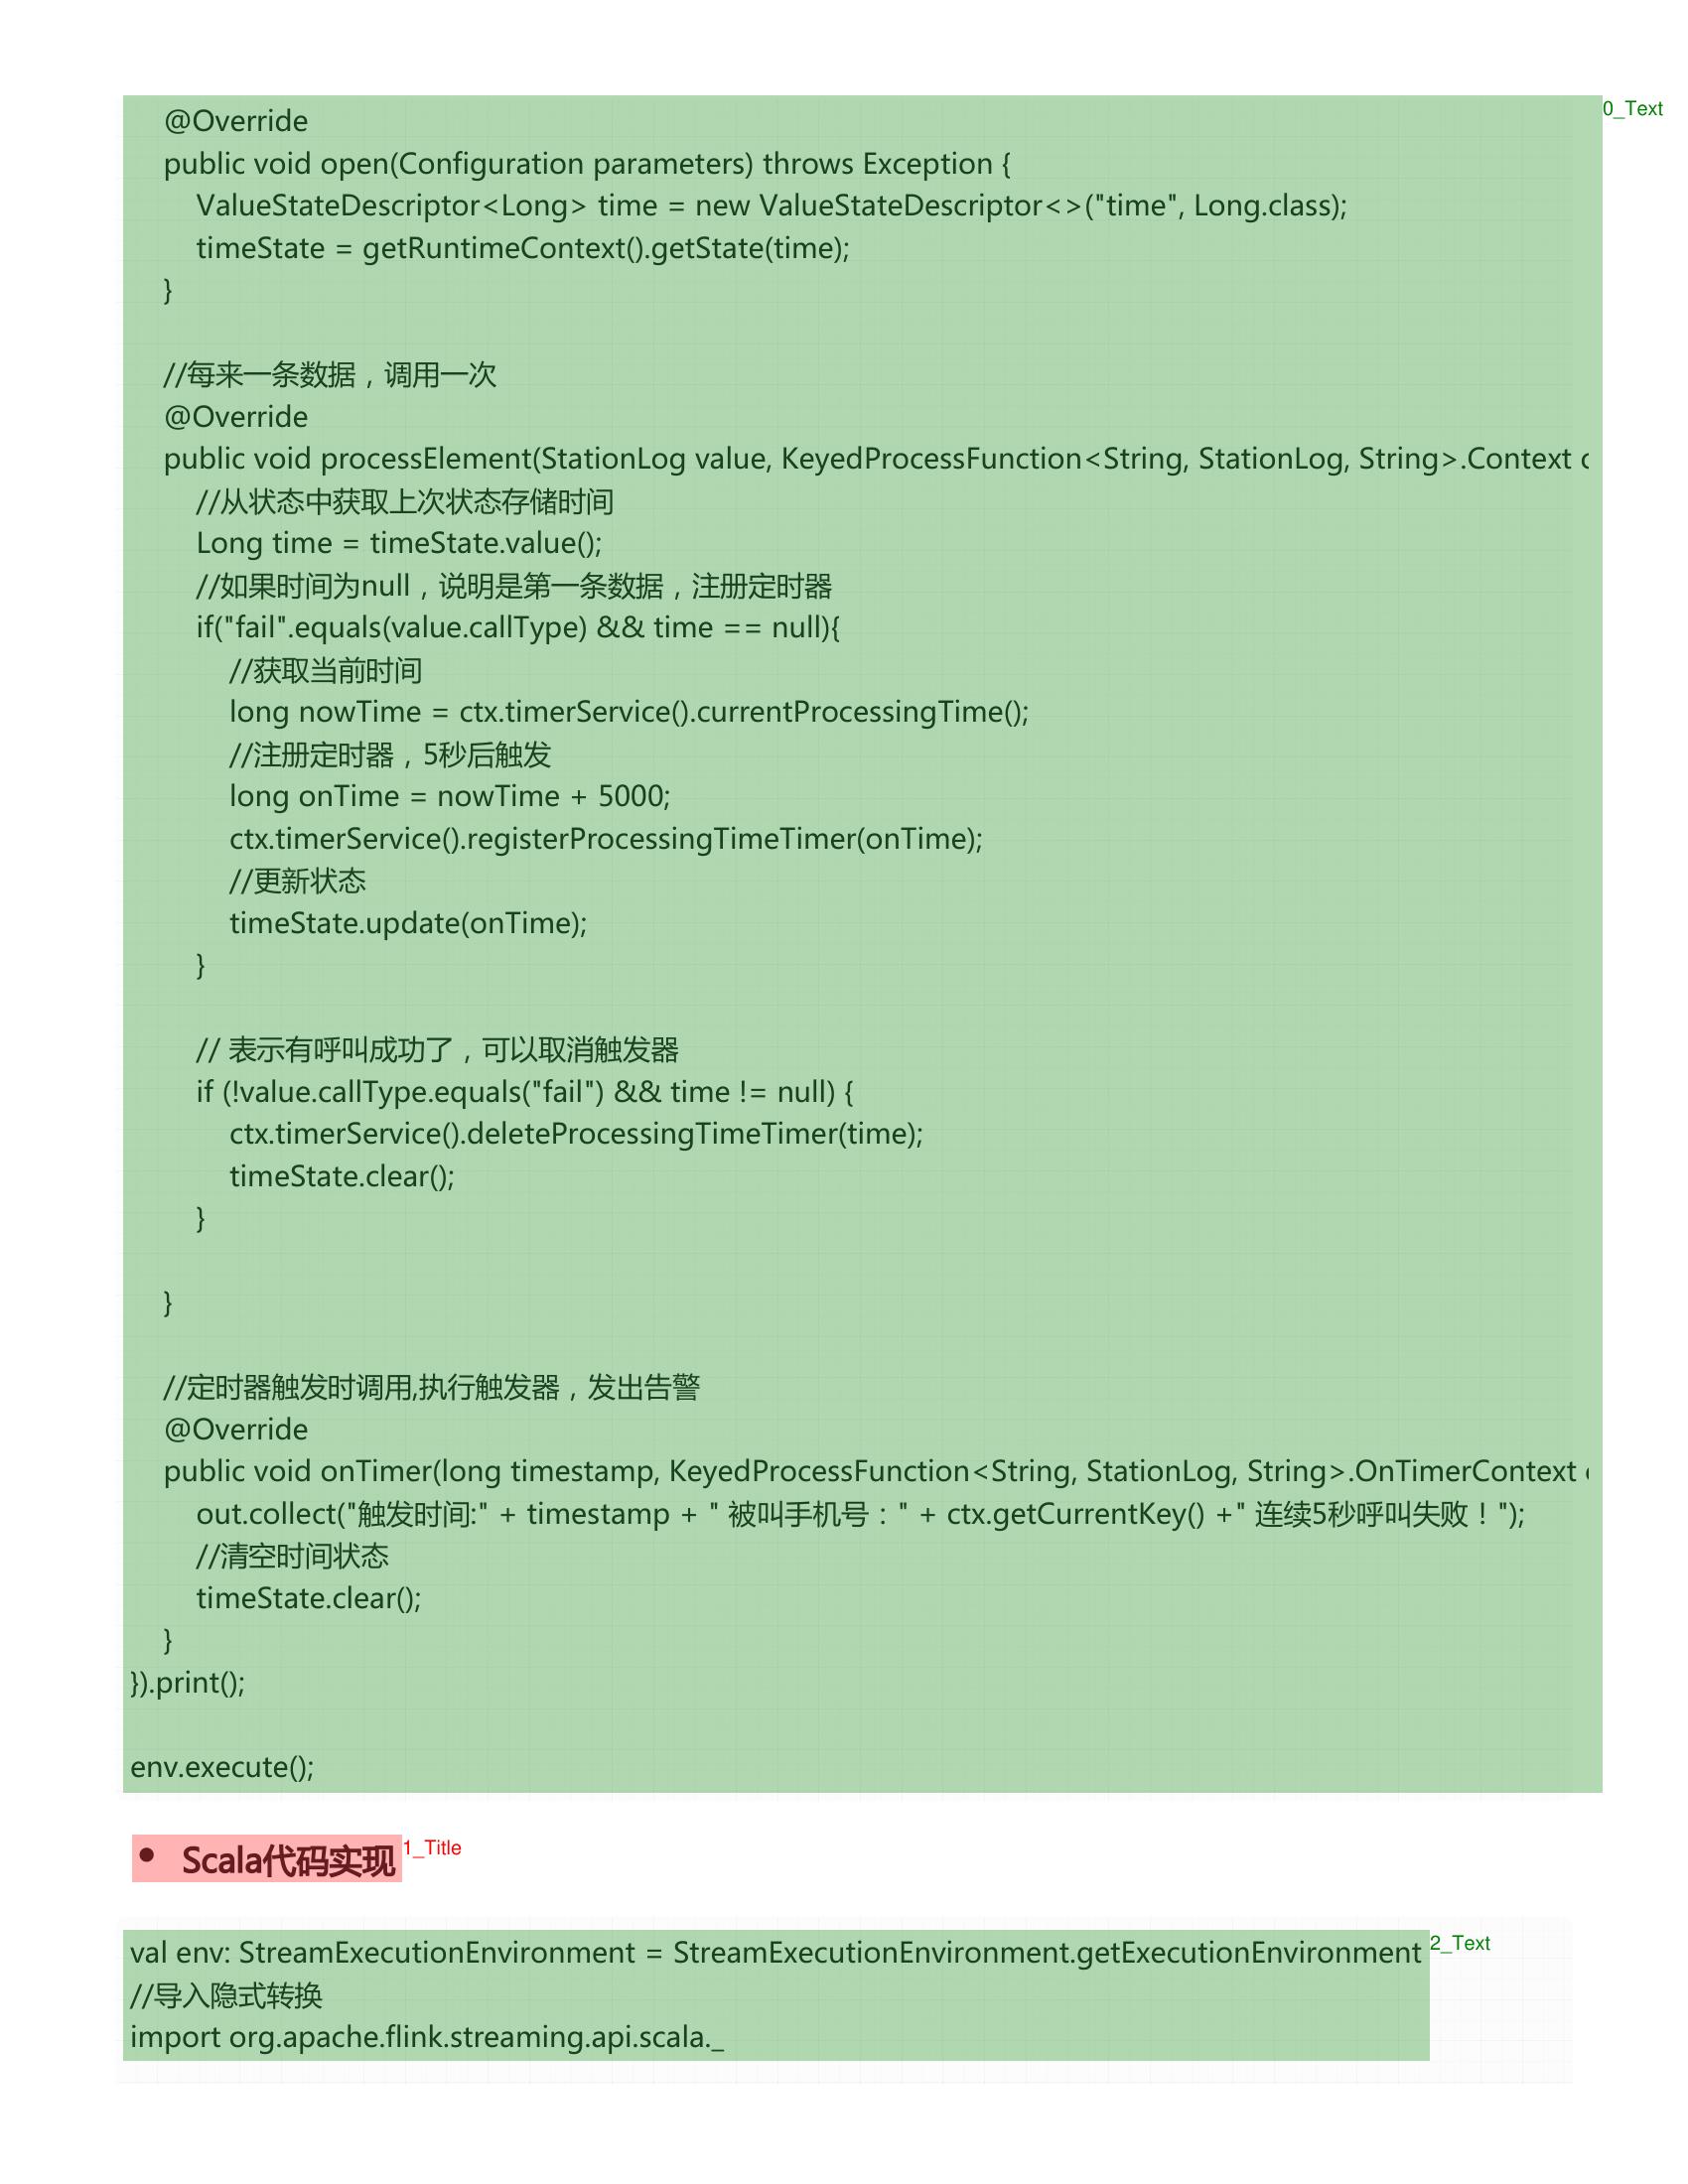 @Override
public void open(Configuration parameters) throws Exception {
ValueStateDescriptor<Long> time = new ValueStateDescriptor<>("time", Long.class);
timeState = getRuntimeContext().getState(time);
}
//每来一条数据，调用一次
@Override
public void processElement(StationLog value, KeyedProcessFunction<String, StationLog, String>.Context
//从状态中获取上次状态存储时间
Long time = timeState.value();
//如果时间为null，说明是第一条数据，注册定时器
if("fail".equals(value.callType) && time == null){
//获取当前时间
long nowTime = ctx.timerService().currentProcessingTime();
//注册定时器，5秒后触发
long onTime = nowTime + 5000;
ctx.timerService().registerProcessingTimeTimer(onTime);
//更新状态
timeState.update(onTime);
}
// 表示有呼叫成功了，可以取消触发器
if (!value.callType.equals("fail") && time != null) {
ctx.timerService().deleteProcessingTimeTimer(time);
timeState.clear();
}
}
//定时器触发时调用,执行触发器，发出告警
@Override
public void onTimer(long timestamp, KeyedProcessFunction<String, StationLog, String>.OnTimerContext
out.collect("触发时间:" + timestamp + " 被叫手机号：" + ctx.getCurrentKey() +" 连续5秒呼叫失败！");
//清空时间状态
timeState.clear();
}
}).print();
env.execute();
0_Text
• Scala代码实现
1_Title
val env: StreamExecutionEnvironment = StreamExecutionEnvironment.getExecutionEnvironment
//导入隐式转换
import org.apache.flink.streaming.api.scala._
2_Text